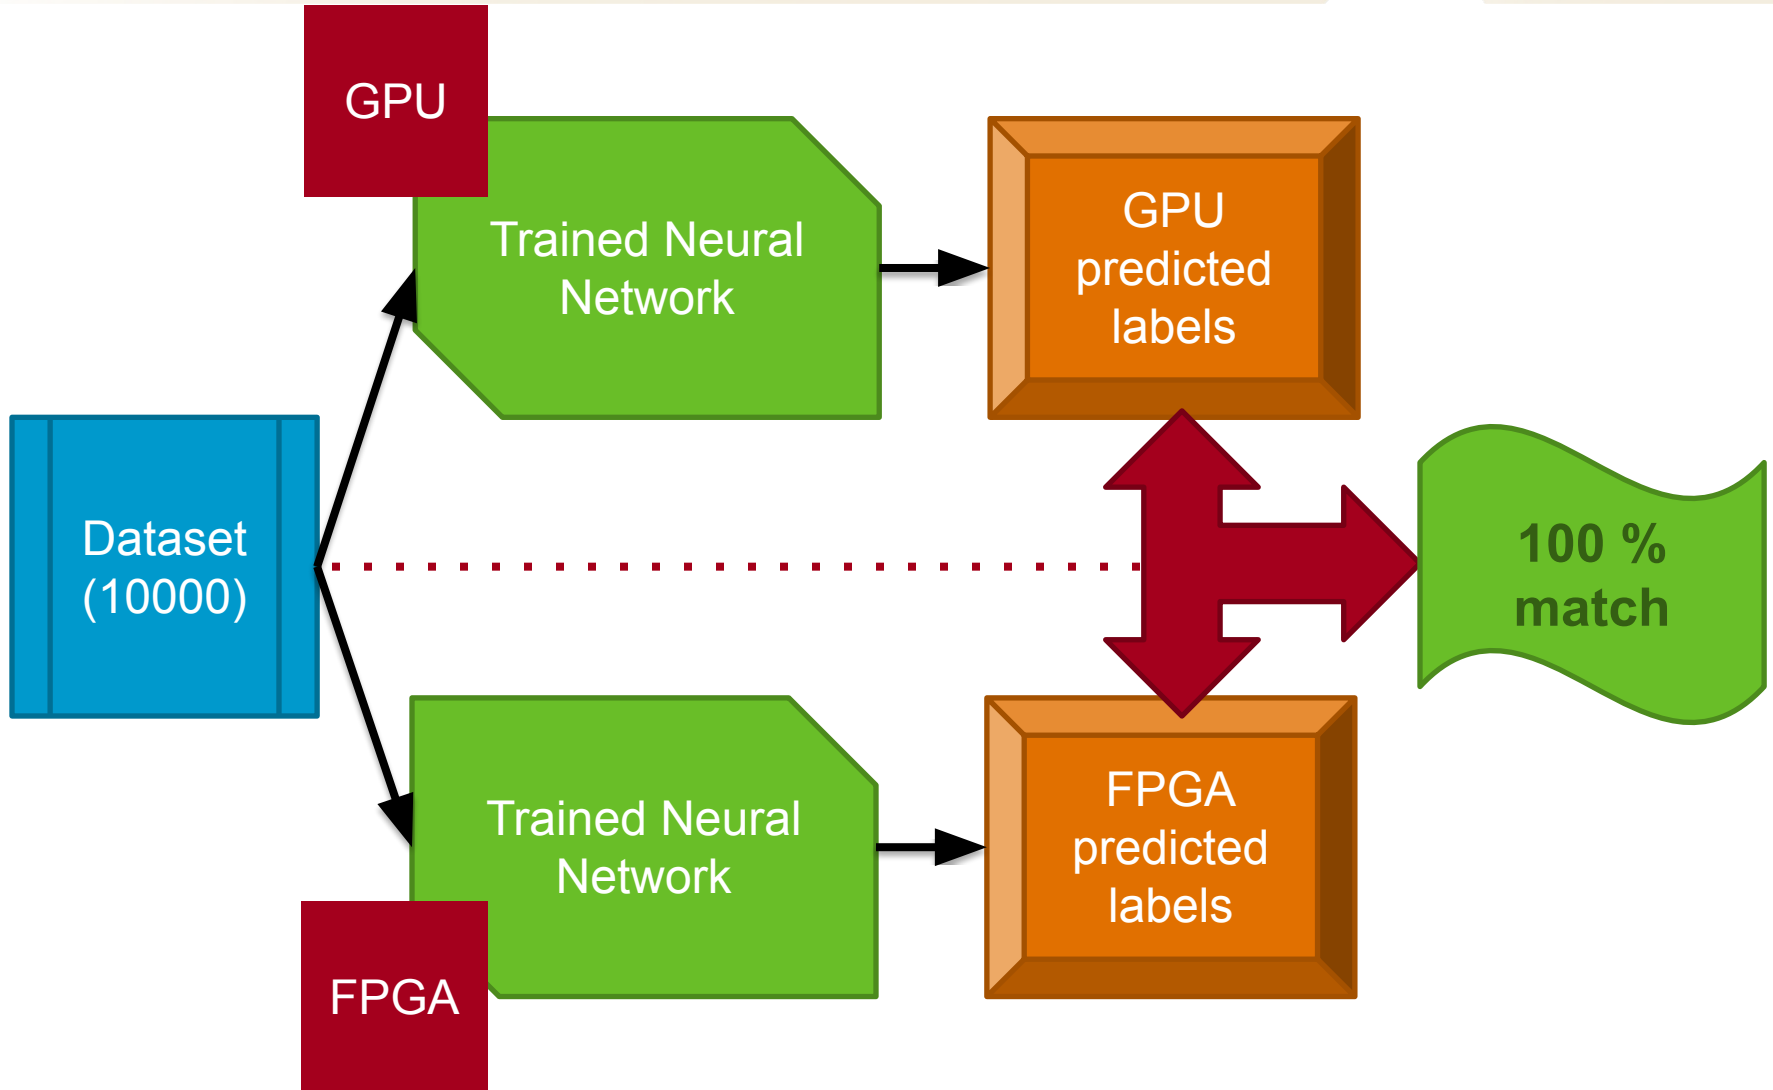 GPU
Trained Neural
Network
GPU
predicted
labels
Dataset
(10000)
100 %
match
Trained Neural
Network
FPGA
predicted
labels
FPGA